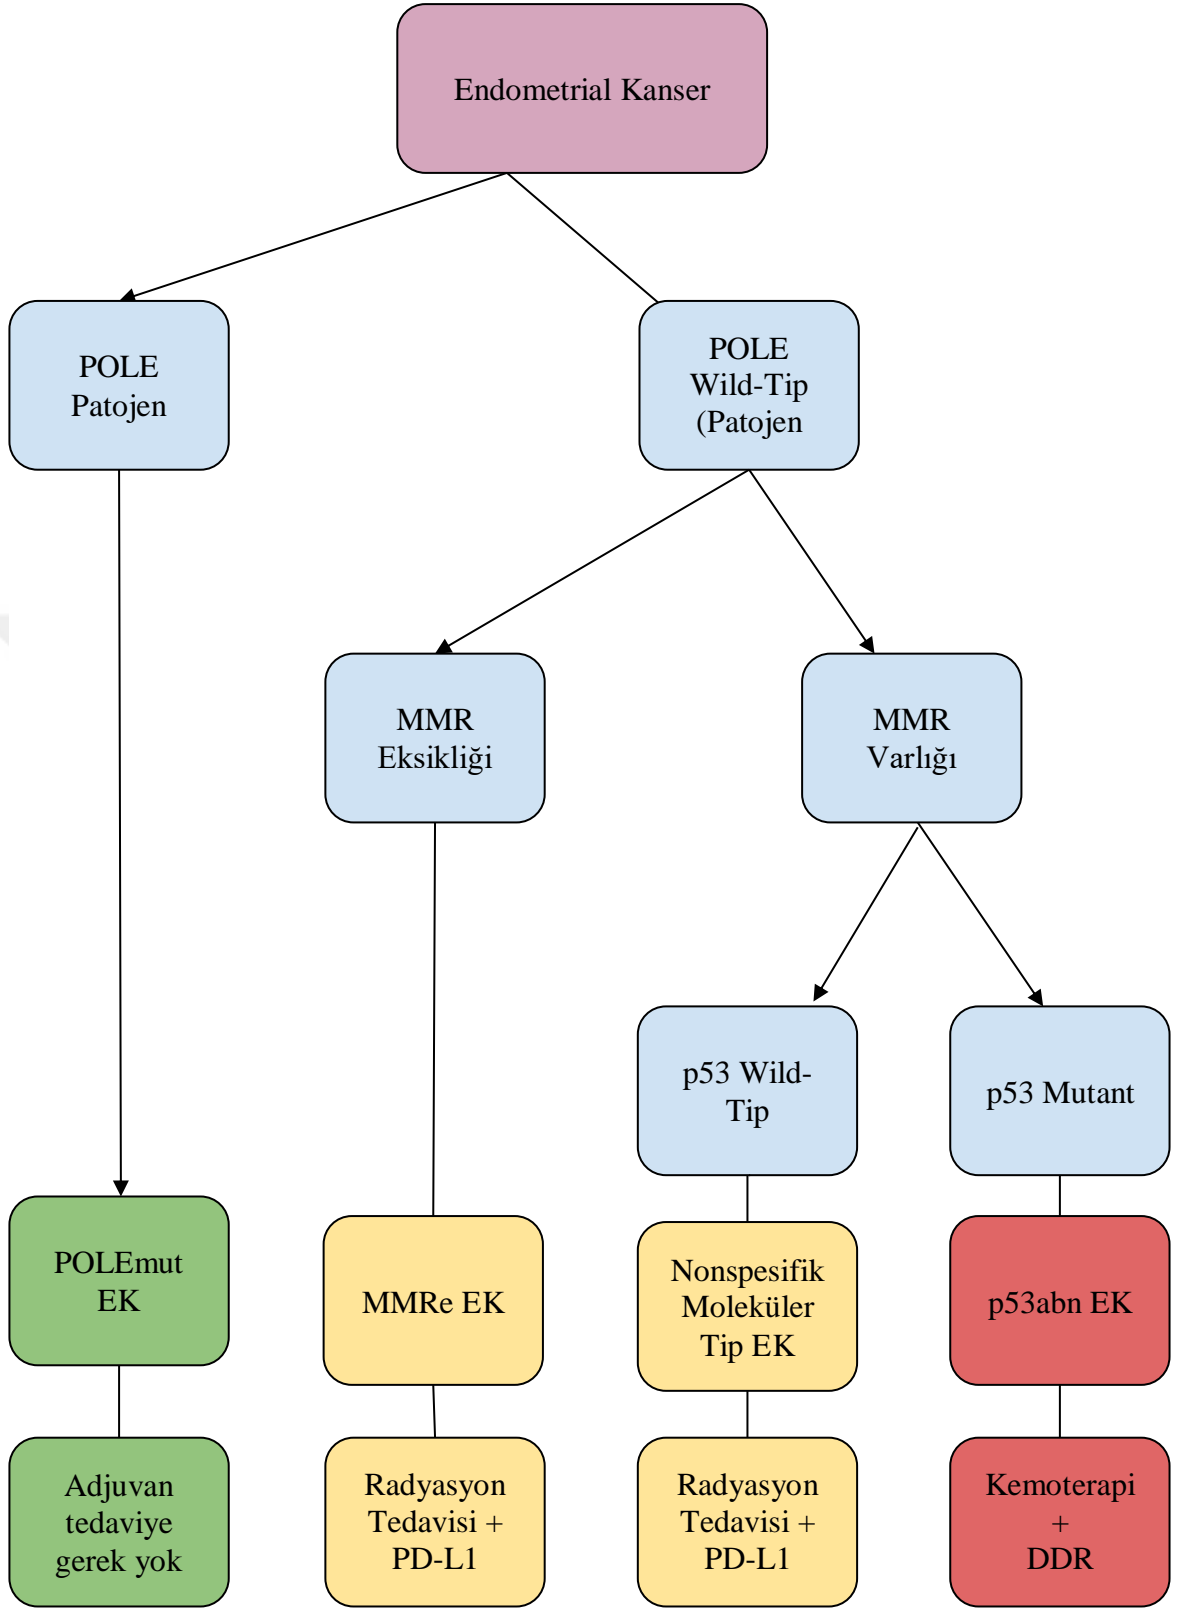 Endometrial Kanser
POLE
Patojen
POLE
Wild-Tip
(Patojen
MMR
Eksikliği
MMR
Varlığı
p53 Wild-
Tip
p53 Mutant
POLEmut
EK
MMRe EK
Nonspesifik
Moleküler
Tip EK
p53abn EK
Adjuvan
tedaviye
gerek yok
Radyasyon
Tedavisi +
PD-L1
Radyasyon
Tedavisi +
PD-L1
Kemoterapi
+
DDR